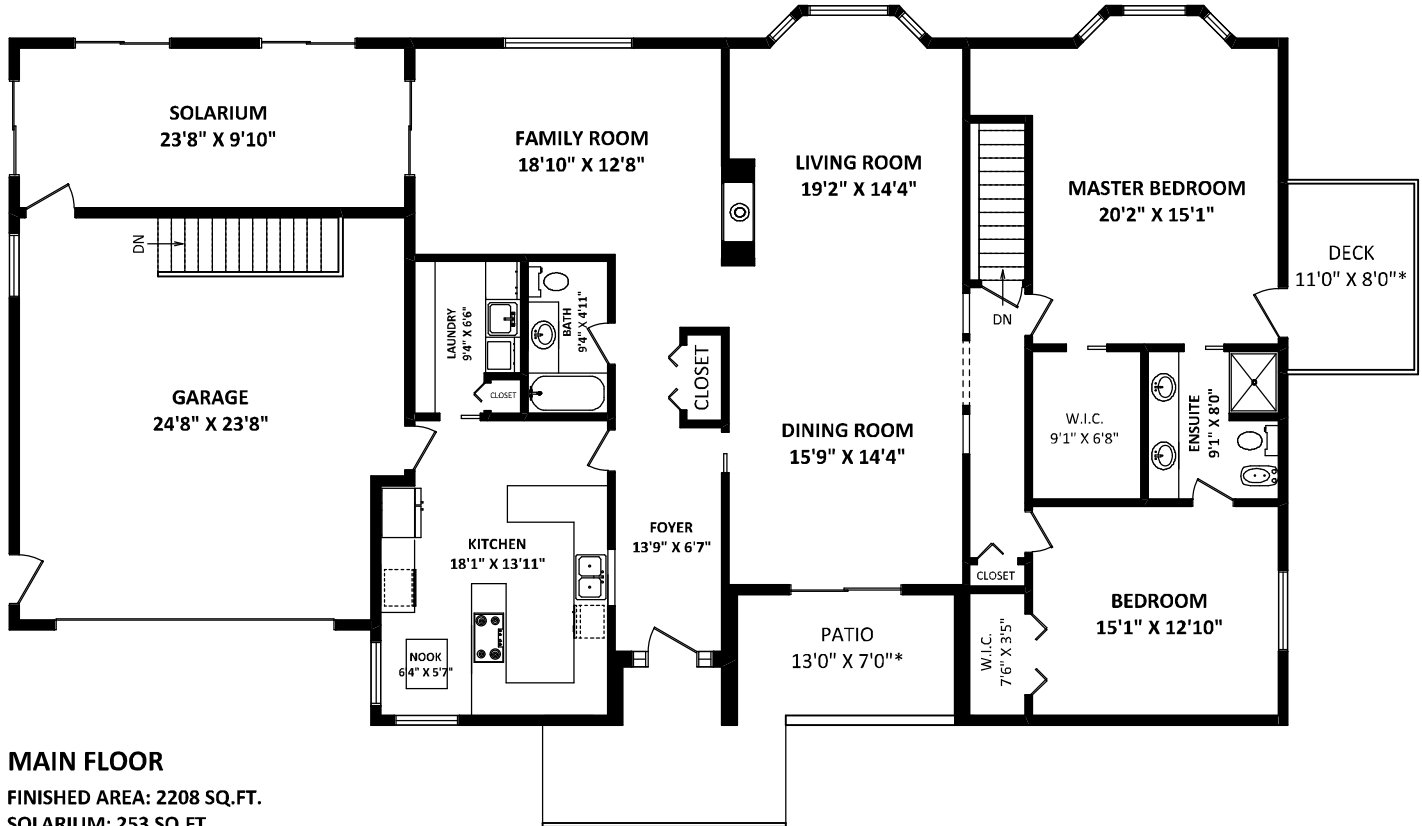 SOLARIUM
23'8" X 9'10"
FAMILY ROOM
18'10" X 12'8"
LIVING ROOM
19'2" X 14'4"
MASTER BEDROOM
20'2" X 15'1"
DECK
11'0" X 8'0"*
DN
DN
LAUNDRY
9'4" X 6'6"
BATH
9'4" X 4'11"
CLOSET
CLOSET
GARAGE
24'8" X 23'8"
DINING ROOM
15'9" X 14'4"
W.I.C.
9'1" X 6'8"
ENSUITE
9'1" X 8'0"
KITCHEN
18'1" X 13'11"
FOYER
13'9" X 6'7"
CLOSET
BEDROOM
15'1" X 12'10"
PATIO
13'0" X 7'0"*
W.I.C.
7'6" X 3'5"
NOOK
6'4" X 5'7"
MAIN FLOOR
FINISHED AREA: 2208 SQ.FT.
SOLARIUM: 253 SQ.FT.